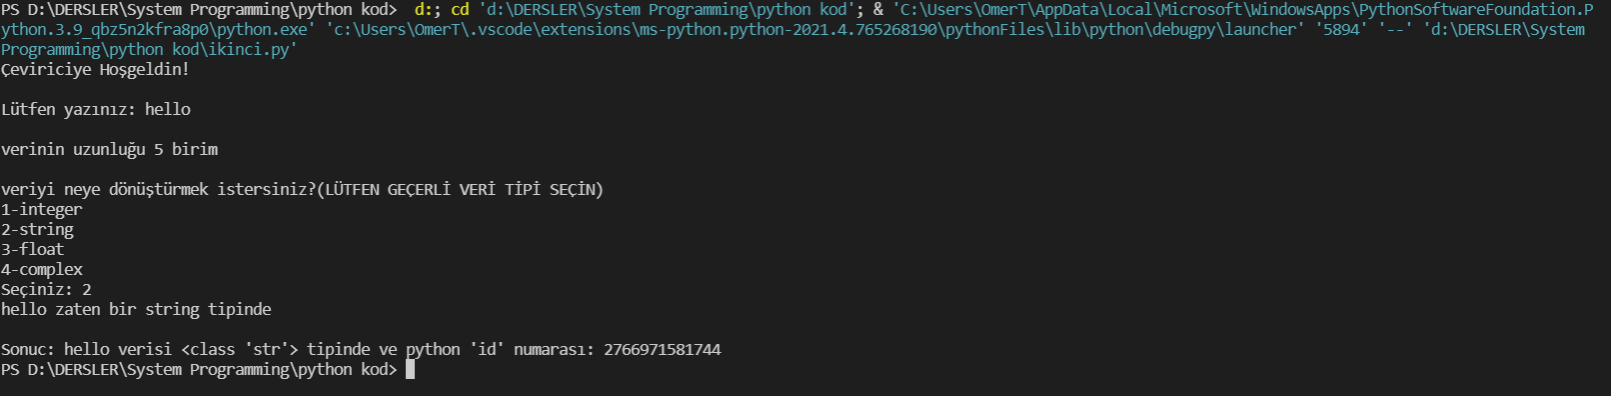 PS D:\DERSLER\System Programming\python kod>  d:; cd 'd:\DERSLER\System Programming\python kod'; & 'C:\Users\OmerT\AppData\Local\Microsoft\WindowsApps\PythonSoftwareFoundation.P
ython.3.9_qbz5n2kfra8p0\python.exe' 'c:\Users\OmerT\.vscode\extensions\ms-python.python-2021.4.765268190\pythonFiles\lib\python\debugpy\launcher' '5894' '--' 'd:\DERSLER\System
Programming\python kod\ikinci.py'
Çeviriciye Hoşgeldin!
Lütfen yazınız: hello
verinin uzunluğu 5 birim
veriyi neye dönüştürmek istersiniz?(LÜTFEN GEÇERLİ VERİ TİPİ SEÇİN)
1-integer
2-string
3-float
4-complex
Seçiniz: 2
hello zaten bir string tipinde
Sonuc: hello verisi <class 'str'> tipinde ve python 'id' numarası: 2766971581744
PS D:\DERSLER\System Programming\python kod>